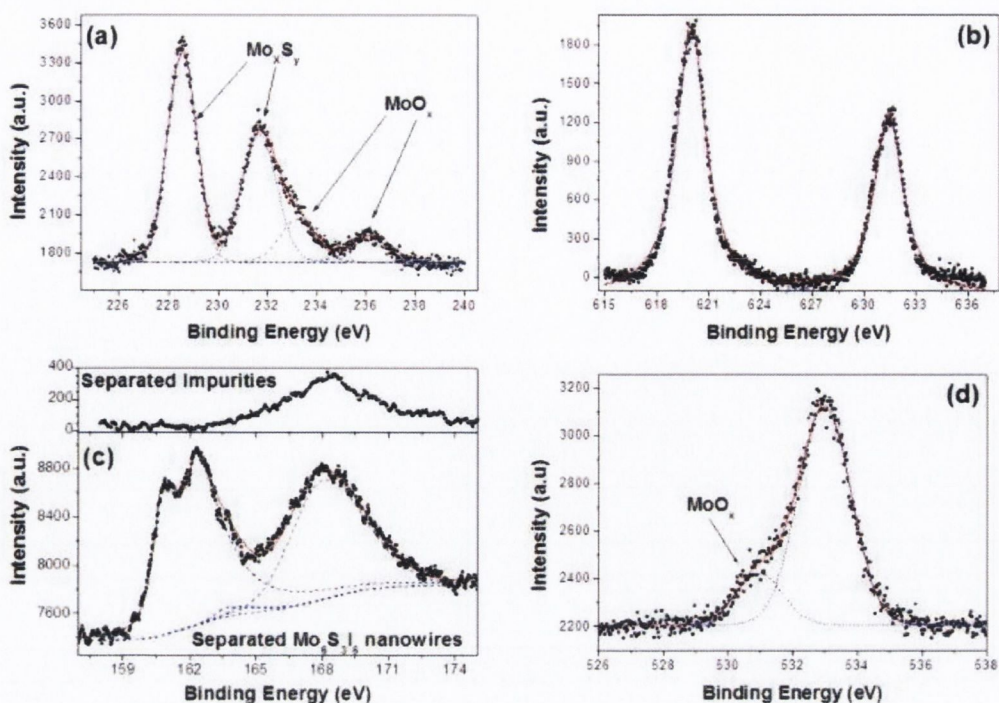 (a)
3600
3300
3000
2700
2400
2100
1800
Intensity (a.u.)
MoxSy
MoOx
226 228 230 232 234 236 238 240
Binding Energy (eV)
(b)
1800
1500
1200
900
600
300
0
Intensity (a.u.)
615 618 621 624 627 630 633 636
Binding Energy (eV)
400
200
0
Separated Impurities
(c)
8800
8400
8000
7600
Intensity (a.u.)
Separated Mo6S3I6 nanowires
159 162 165 168 171 174
Binding Energy (eV)
(d)
3200
3000
2800
2600
2400
2200
Intensity (a.u)
MoOx
526 528 530 532 534 536 538
Binding Energy (eV)